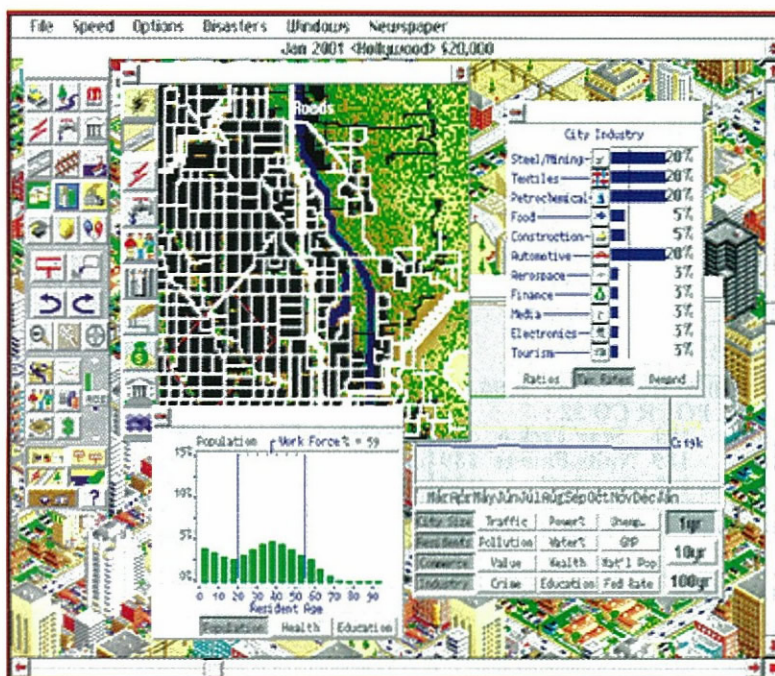 File Speed Options Disasters Windows Newspaper
Jan 2001 <Hollywood> $20,000
Roads
City Industry
Steel/Mining 20%
Textiles 20%
Petrochemical 20%
Food 5%
Construction 5%
Automotive 20%
Aerospace 3%
Finance 3%
Media 3%
Electronics 3%
Tourism 3%
Ratios Tax Rates Demand
C:19k
Population Work Force% = 59
15%
10%
5%
0%
0 10 20 30 40 50 60 70 80 90
Resident Age
Population Health Education
MárAprMáyJúnJúlAúgSépOctNóvDécJán
City Size Traffic Power% Unemp.
Residents Pollution Water% GNP
Commerce Value Health Nat'l Pop
Industry Crime Education Fed Rate
1yr
10yr
100yr
?